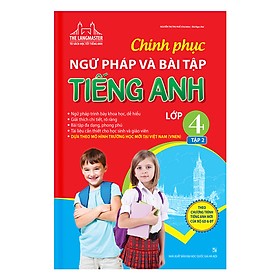 THE LANGMASTER
Chinh phục
NGỮ PHÁP VÀ BÀI TẬP
TIẾNG ANH
LỚP 4
TẬP 2
- Ngữ pháp trình bày khoa học, dễ hiểu
- Giải thích chi tiết, rõ ràng
- Bài tập đa dạng, phong phú
- Tài liệu cần thiết cho học sinh và giáo viên
- DỰA THEO MÔ HÌNH TRƯỜNG HỌC MỚI TẠI VIỆT NAM (VNEN)
THEO
CHƯƠNG TRÌNH
TIẾNG ANH MỚI
CỦA BỘ GD & ĐT